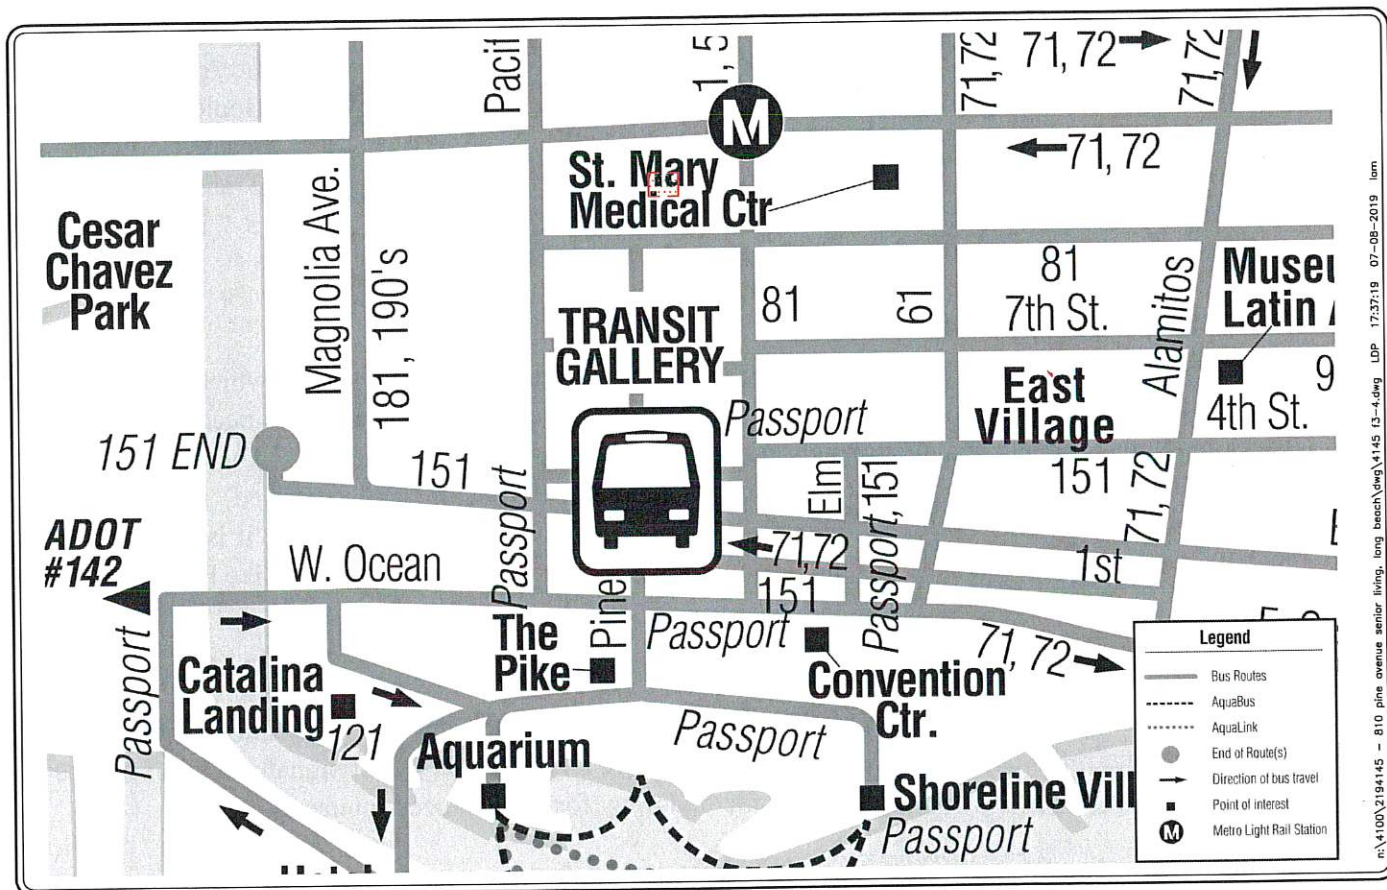 Pacif
1, 5
71, 72
71, 72
71, 72
M
71, 72
St. Mary
Medical Ctr
Cesar
Chavez
Park
Magnolia Ave.
181, 190's
TRANSIT
GALLERY
81
61
81
7th St.
Alamitos
Museu
Latin A
9
4th St.
East
Village
Passport
151 END
151
Passport
Elm
Passport, 151
151
71, 72
ADOT
#142
W. Ocean
71, 72
1st
151
Pine
Passport
The
Pike
Passport
Convention
Ctr.
71, 72
Catalina
Landing
121
Passport
Aquarium
Passport
Shoreline Vill
Passport
Legend
Bus Routes
AquaBus
AquaLink
End of Route(s)
Direction of bus travel
Point of interest
M Metro Light Rail Station
n:\4100\2194145 - 810 pine avenue senior living, long beach\dwg\4145 f3-4.dwg LDP 17:37:19 07-08-2019 lam